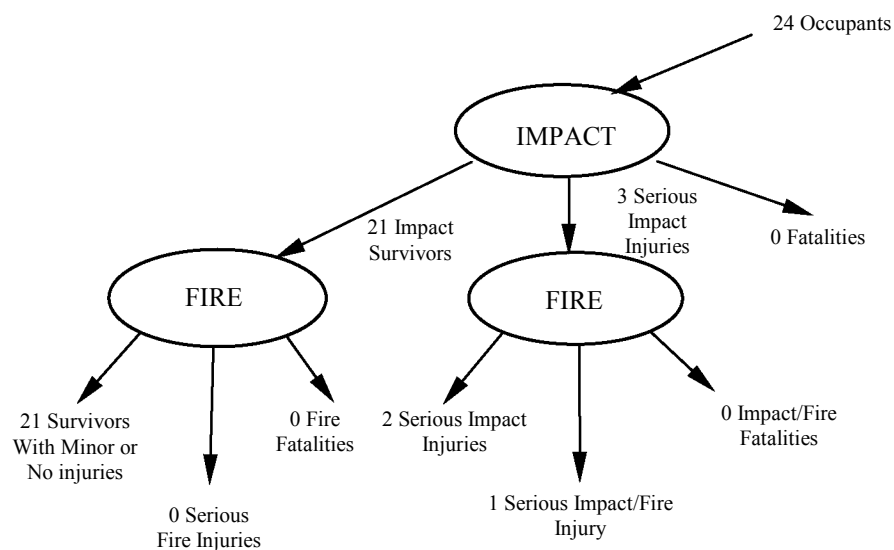 24 Occupants
IMPACT
21 Impact
Survivors
3 Serious
Impact
Injuries
0 Fatalities
FIRE
FIRE
21 Survivors
With Minor or
No injuries
0 Serious
Fire Injuries
0 Fire
Fatalities
2 Serious Impact
Injuries
1 Serious Impact/Fire
Injury
0 Impact/Fire
Fatalities